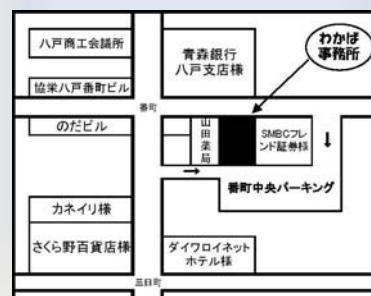 八戸商工会議所
協栄八戸番町ビル
青森銀行
八戸支店様
わかば
事務所
番町
のだビル
山田薬局
SMBCフレ
ンド証券様
→
↓
番町中央パーキング
カネイリ様
さくら野百貨店様
ダイワロイネット
ホテル様
三日町